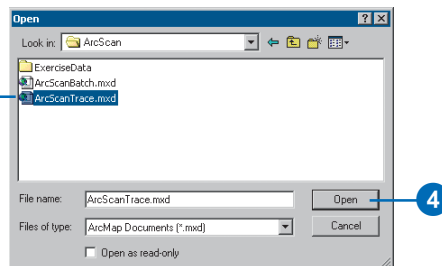 Open
Look in: ArcScan
ExerciseData
ArcScanBatch.mxd
ArcScanTrace.mxd
File name: ArcScanTrace.mxd Open 4
Files of type: ArcMap Documents (*.mxd) Cancel
Open as read-only